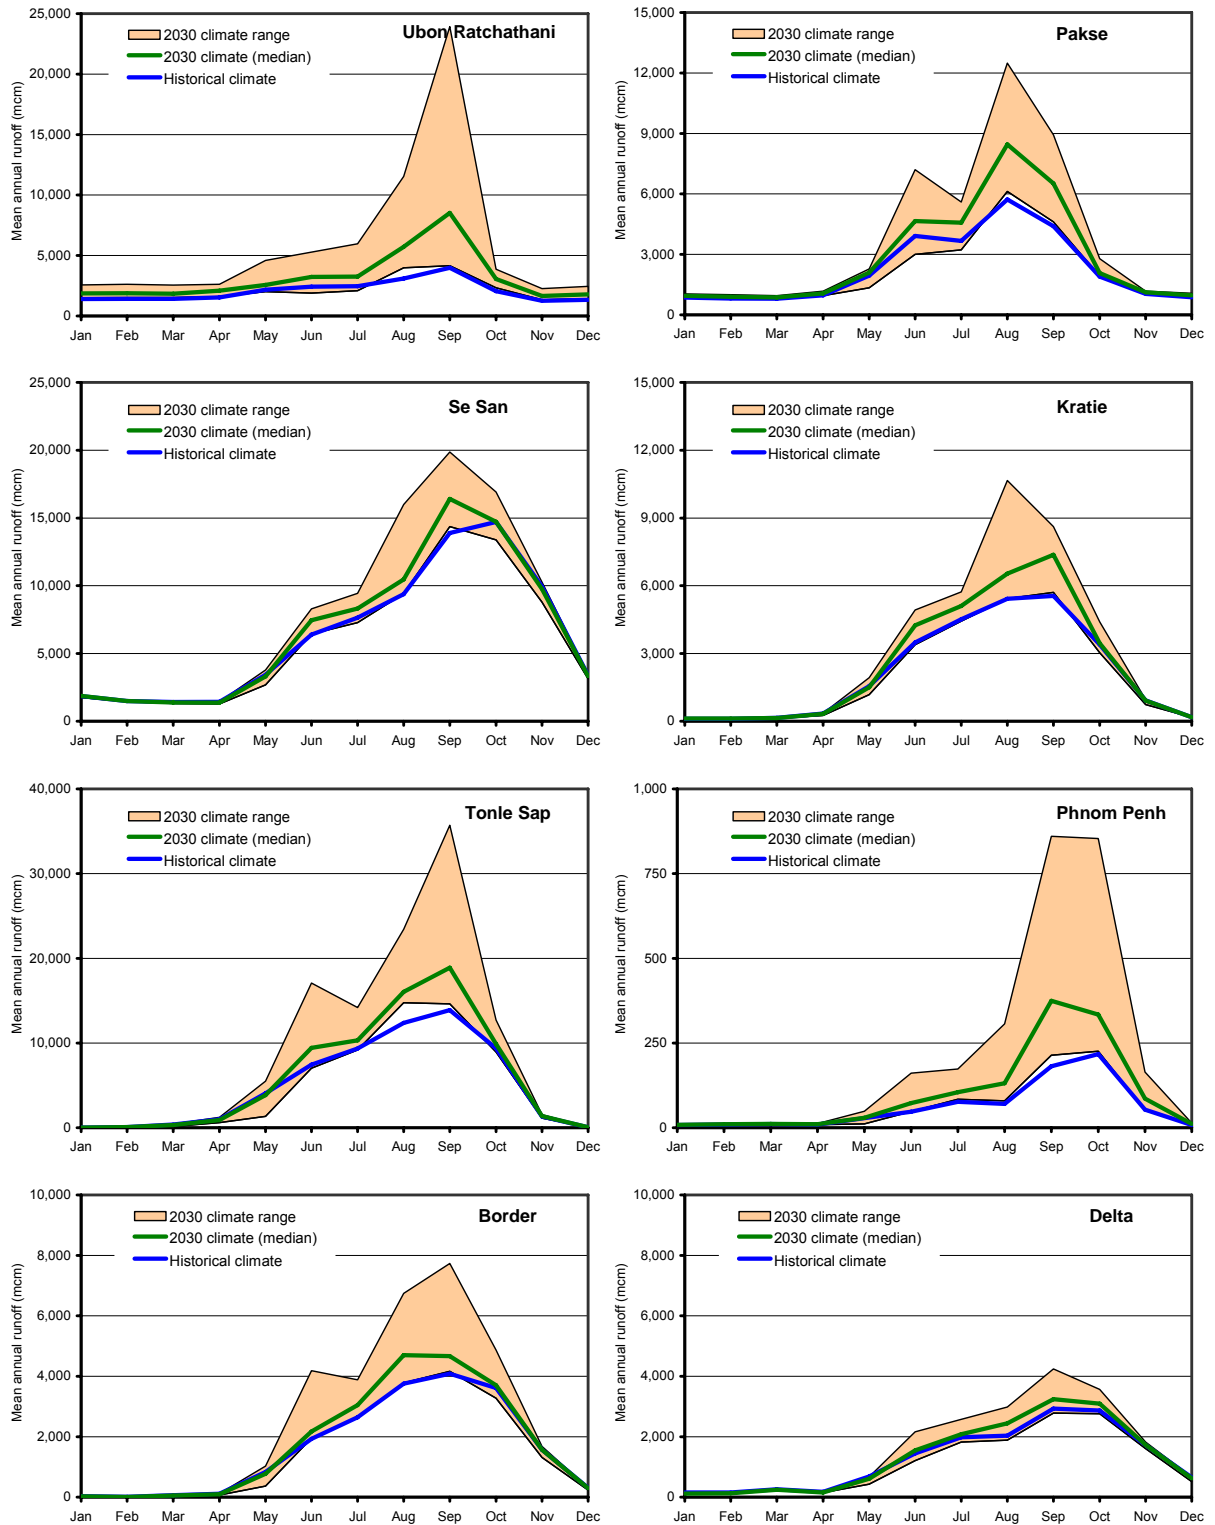 Ubon Ratchathani
2030 climate range
2030 climate (median)
Historical climate
Mean annual runoff (mcm)
25,000
20,000
15,000
10,000
5,000
0
Jan Feb Mar Apr May Jun Jul Aug Sep Oct Nov Dec
Pakse
2030 climate range
2030 climate (median)
Historical climate
Mean annual runoff (mcm)
15,000
12,000
9,000
6,000
3,000
0
Jan Feb Mar Apr May Jun Jul Aug Sep Oct Nov Dec
Se San
2030 climate range
2030 climate (median)
Historical climate
Mean annual runoff (mcm)
25,000
20,000
15,000
10,000
5,000
0
Jan Feb Mar Apr May Jun Jul Aug Sep Oct Nov Dec
Kratie
2030 climate range
2030 climate (median)
Historical climate
Mean annual runoff (mcm)
15,000
12,000
9,000
6,000
3,000
0
Jan Feb Mar Apr May Jun Jul Aug Sep Oct Nov Dec
Tonle Sap
2030 climate range
2030 climate (median)
Historical climate
Mean annual runoff (mcm)
40,000
30,000
20,000
10,000
0
Jan Feb Mar Apr May Jun Jul Aug Sep Oct Nov Dec
Phnom Penh
2030 climate range
2030 climate (median)
Historical climate
Mean annual runoff (mcm)
1,000
750
500
250
0
Jan Feb Mar Apr May Jun Jul Aug Sep Oct Nov Dec
Border
2030 climate range
2030 climate (median)
Historical climate
Mean annual runoff (mcm)
10,000
8,000
6,000
4,000
2,000
0
Jan Feb Mar Apr May Jun Jul Aug Sep Oct Nov Dec
Delta
2030 climate range
2030 climate (median)
Historical climate
Mean annual runoff (mcm)
10,000
8,000
6,000
4,000
2,000
0
Jan Feb Mar Apr May Jun Jul Aug Sep Oct Nov Dec